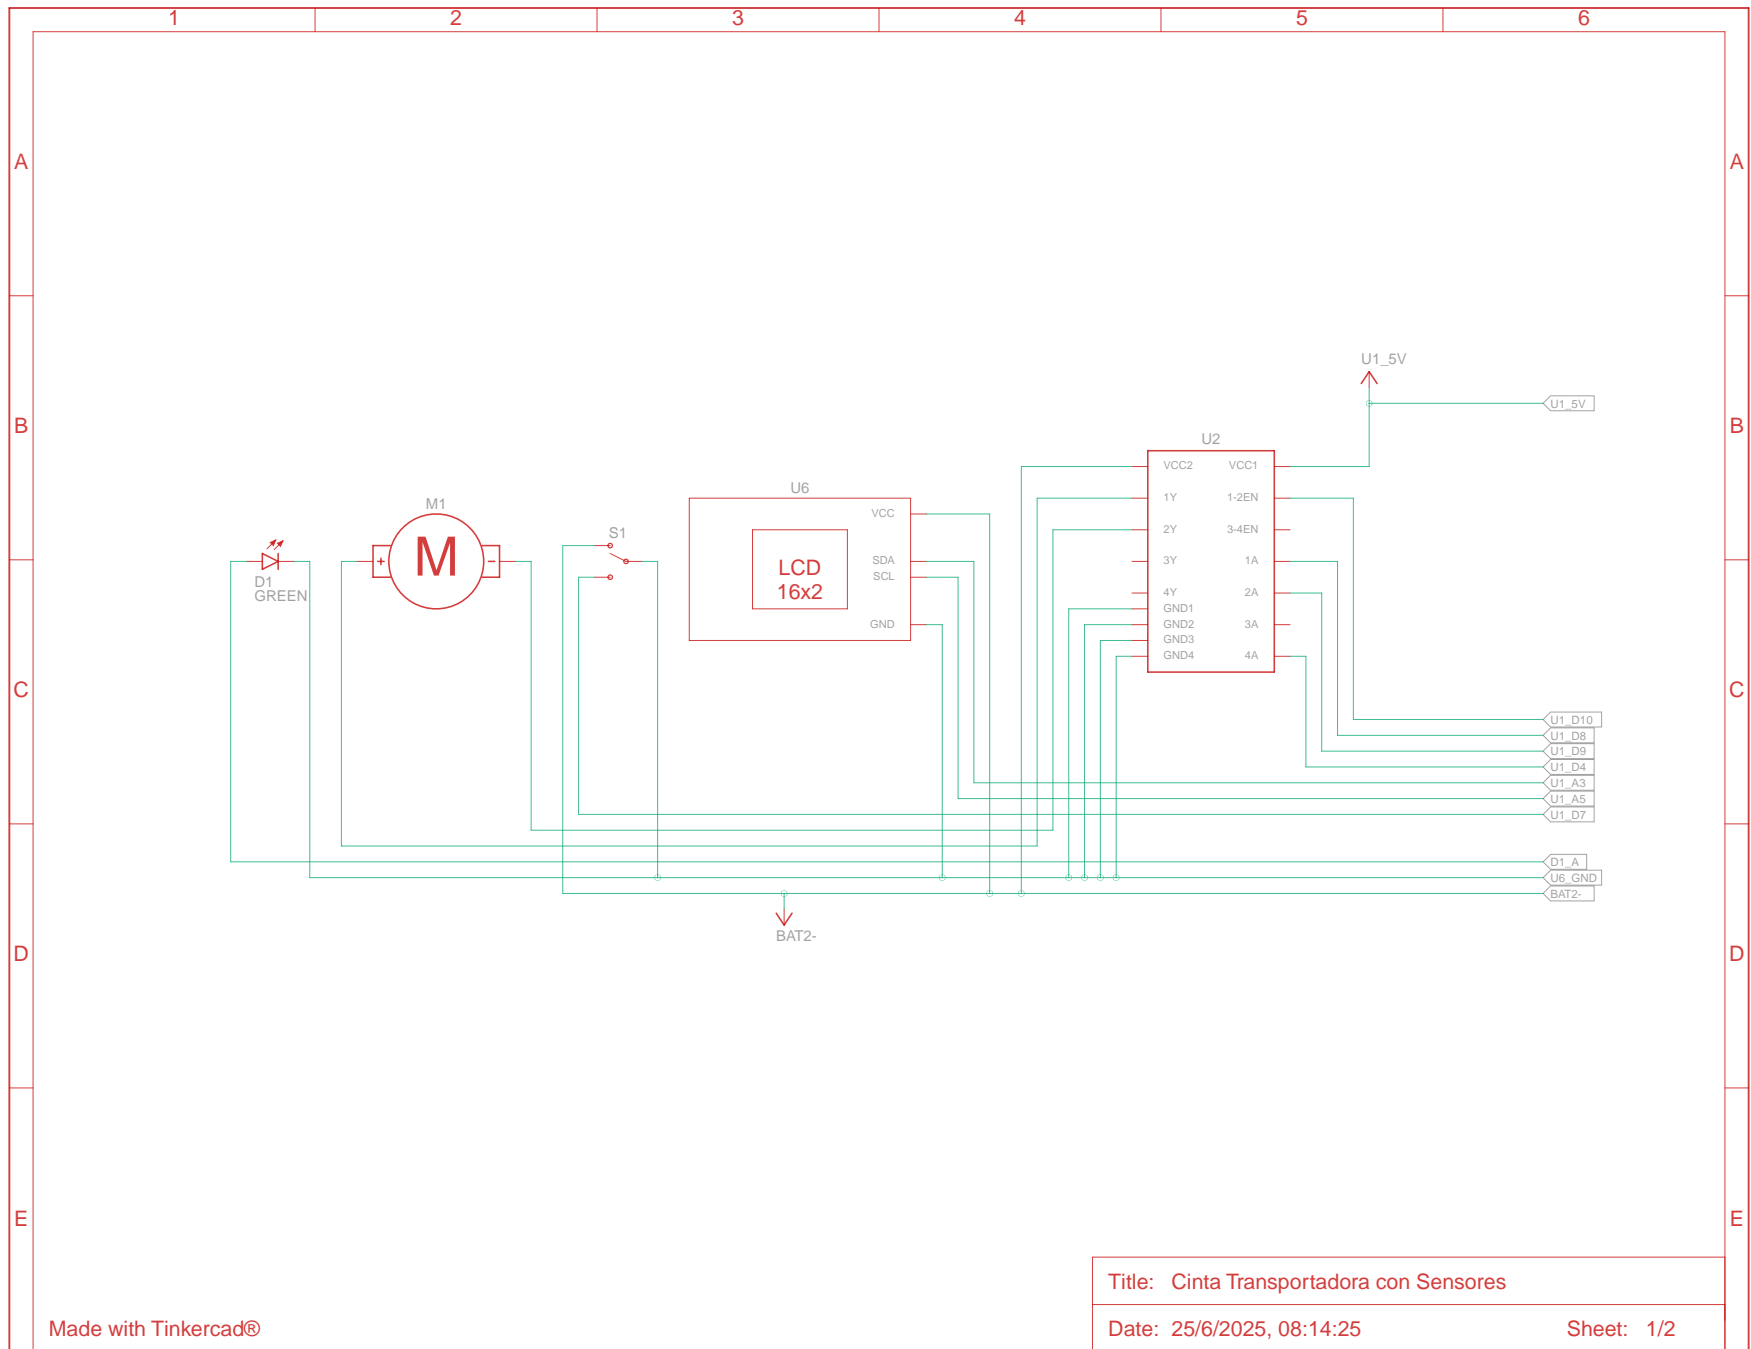 1 2 3 4 5 6
A A
U1_5V
U1_5V
B B
U2
VCC2 VCC1
U6
M1 1Y 1-2EN
VCC
S1 2Y 3-4EN
M + -
LCD SDA 3Y 1A
16x2 SCL
D1
GREEN 4Y 2A
GND1
GND GND2 3A
GND3
GND4 4A
C C
U1_D10
U1_D8
U1_D9
U1_D4
U1_A3
U1_A5
U1_D7
D1_A
U6_GND
BAT2-
BAT2-
D D
E E
Title: Cinta Transportadora con Sensores
Made with Tinkercad® Date: 25/6/2025, 08:14:25 Sheet: 1/2